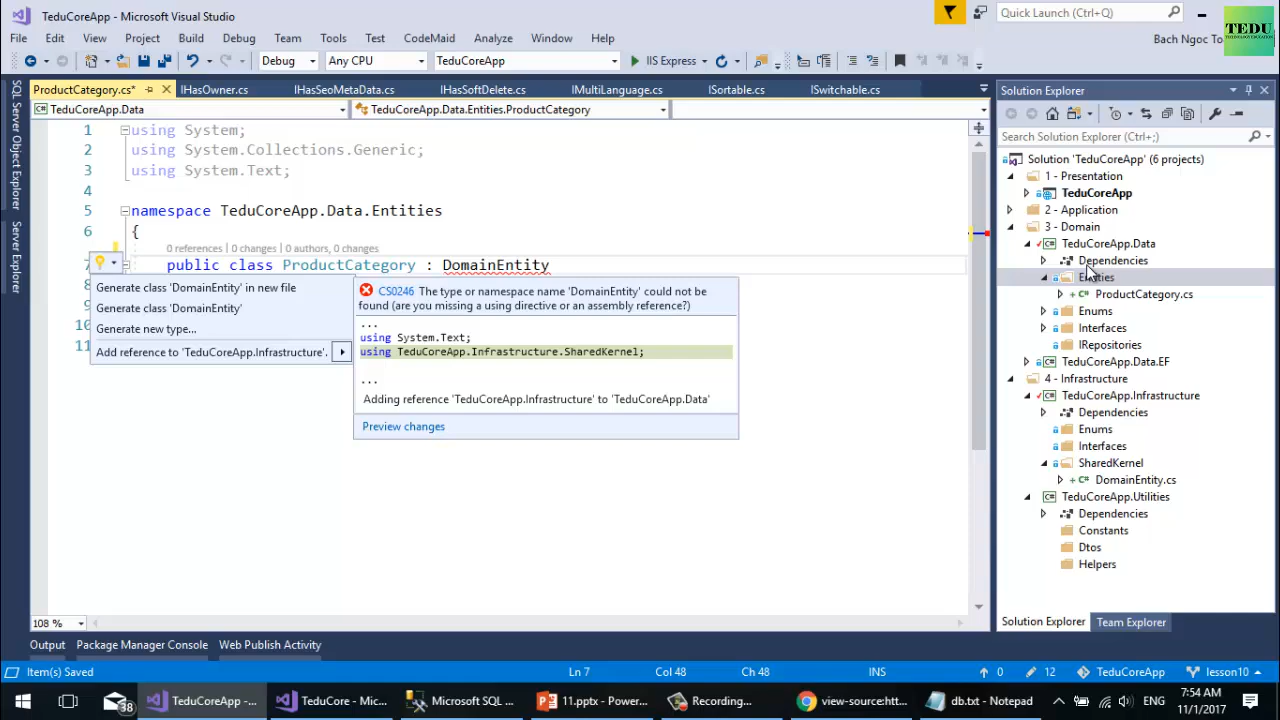 TeduCoreApp - Microsoft Visual Studio
Quick Launch (Ctrl+Q)
TEDU
File Edit View Project Build Debug Team Tools Test CodeMaid Analyze Window Help
Bach Ngoc To
Debug Any CPU TeduCoreApp IIS Express
ProductCategory.cs* IHasOwner.cs IHasSeoMetaData.cs IHasSoftDelete.cs IMultiLanguage.cs ISortable.cs ISwitchable.cs
TeduCoreApp.Data TeduCoreApp.Data.Entities.ProductCategory
SQL Server Object Explorer
Server Explorer
1 using System;
2 using System.Collections.Generic;
3 using System.Text;
4
5 namespace TeduCoreApp.Data.Entities
6 {
0 references | 0 changes | 0 authors, 0 changes
7 public class ProductCategory : DomainEntity
Generate class 'DomainEntity' in new file
Generate class 'DomainEntity'
Generate new type...
Add reference to 'TeduCoreApp.Infrastructure'.
CS0246 The type or namespace name 'DomainEntity' could not be
found (are you missing a using directive or an assembly reference?)
...
using System.Text;
using TeduCoreApp.Infrastructure.SharedKernel;
...
Adding reference 'TeduCoreApp.Infrastructure' to 'TeduCoreApp.Data'
Preview changes
108 %
Solution Explorer
Search Solution Explorer (Ctrl+;)
Solution 'TeduCoreApp' (6 projects)
1 - Presentation
TeduCoreApp
2 - Application
3 - Domain
TeduCoreApp.Data
Dependencies
Entities
ProductCategory.cs
Enums
Interfaces
IRepositories
TeduCoreApp.Data.EF
4 - Infrastructure
TeduCoreApp.Infrastructure
Dependencies
Enums
Interfaces
SharedKernel
DomainEntity.cs
TeduCoreApp.Utilities
Dependencies
Constants
Dtos
Helpers
Solution Explorer Team Explorer
Output Package Manager Console Web Publish Activity
Item(s) Saved Ln 7 Col 48 Ch 48 INS 0 12 TeduCoreApp lesson10
38 TeduCoreApp -... TeduCore - Mic... Microsoft SQL ... 11.pptx - Power... Recording... view-source:htt... db.txt - Notepad ENG
7:54 AM
11/1/2017